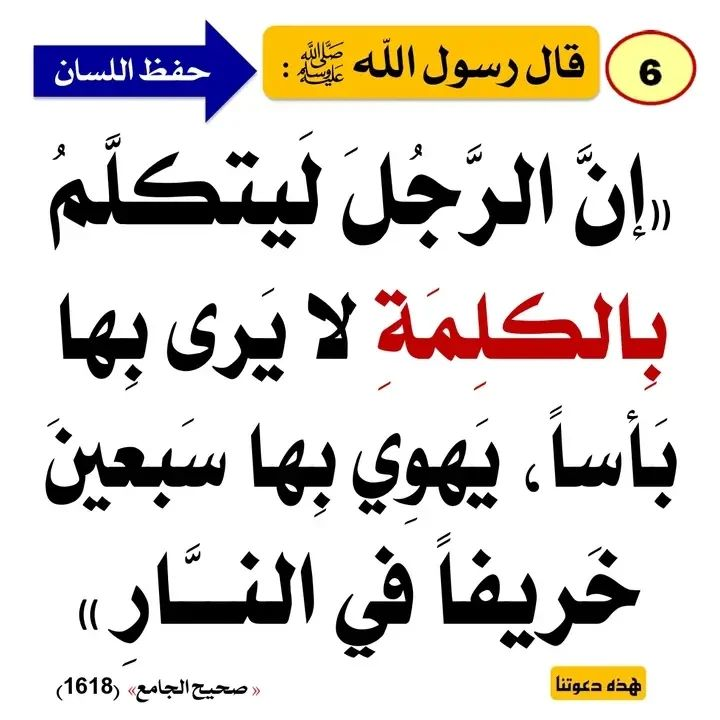 6
قال رسول الله ﷺ :
حفظ اللسان
((إنَّ الرَّجُلَ لَيتكلَّمُ
بِالكلِمَةِ لا يَرى بِها
بَأساً، يَهوِي بِها سَبعينَ
خَريفاً في النَّـــارِ ))
« صحيح الجامع» (1618)
هذه دعوتنا